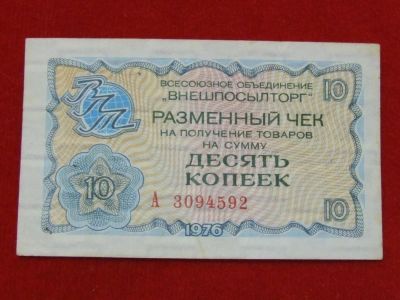 ВПТ
ВСЕСОЮЗНОЕ ОБЪЕДИНЕНИЕ
„ВНЕШПОСЫЛТОРГ"
10
РАЗМЕННЫЙ ЧЕК
НА ПОЛУЧЕНИЕ ТОВАРОВ
НА СУММУ
ДЕСЯТЬ
КОПЕЕК
10
А 3094592
10
1976